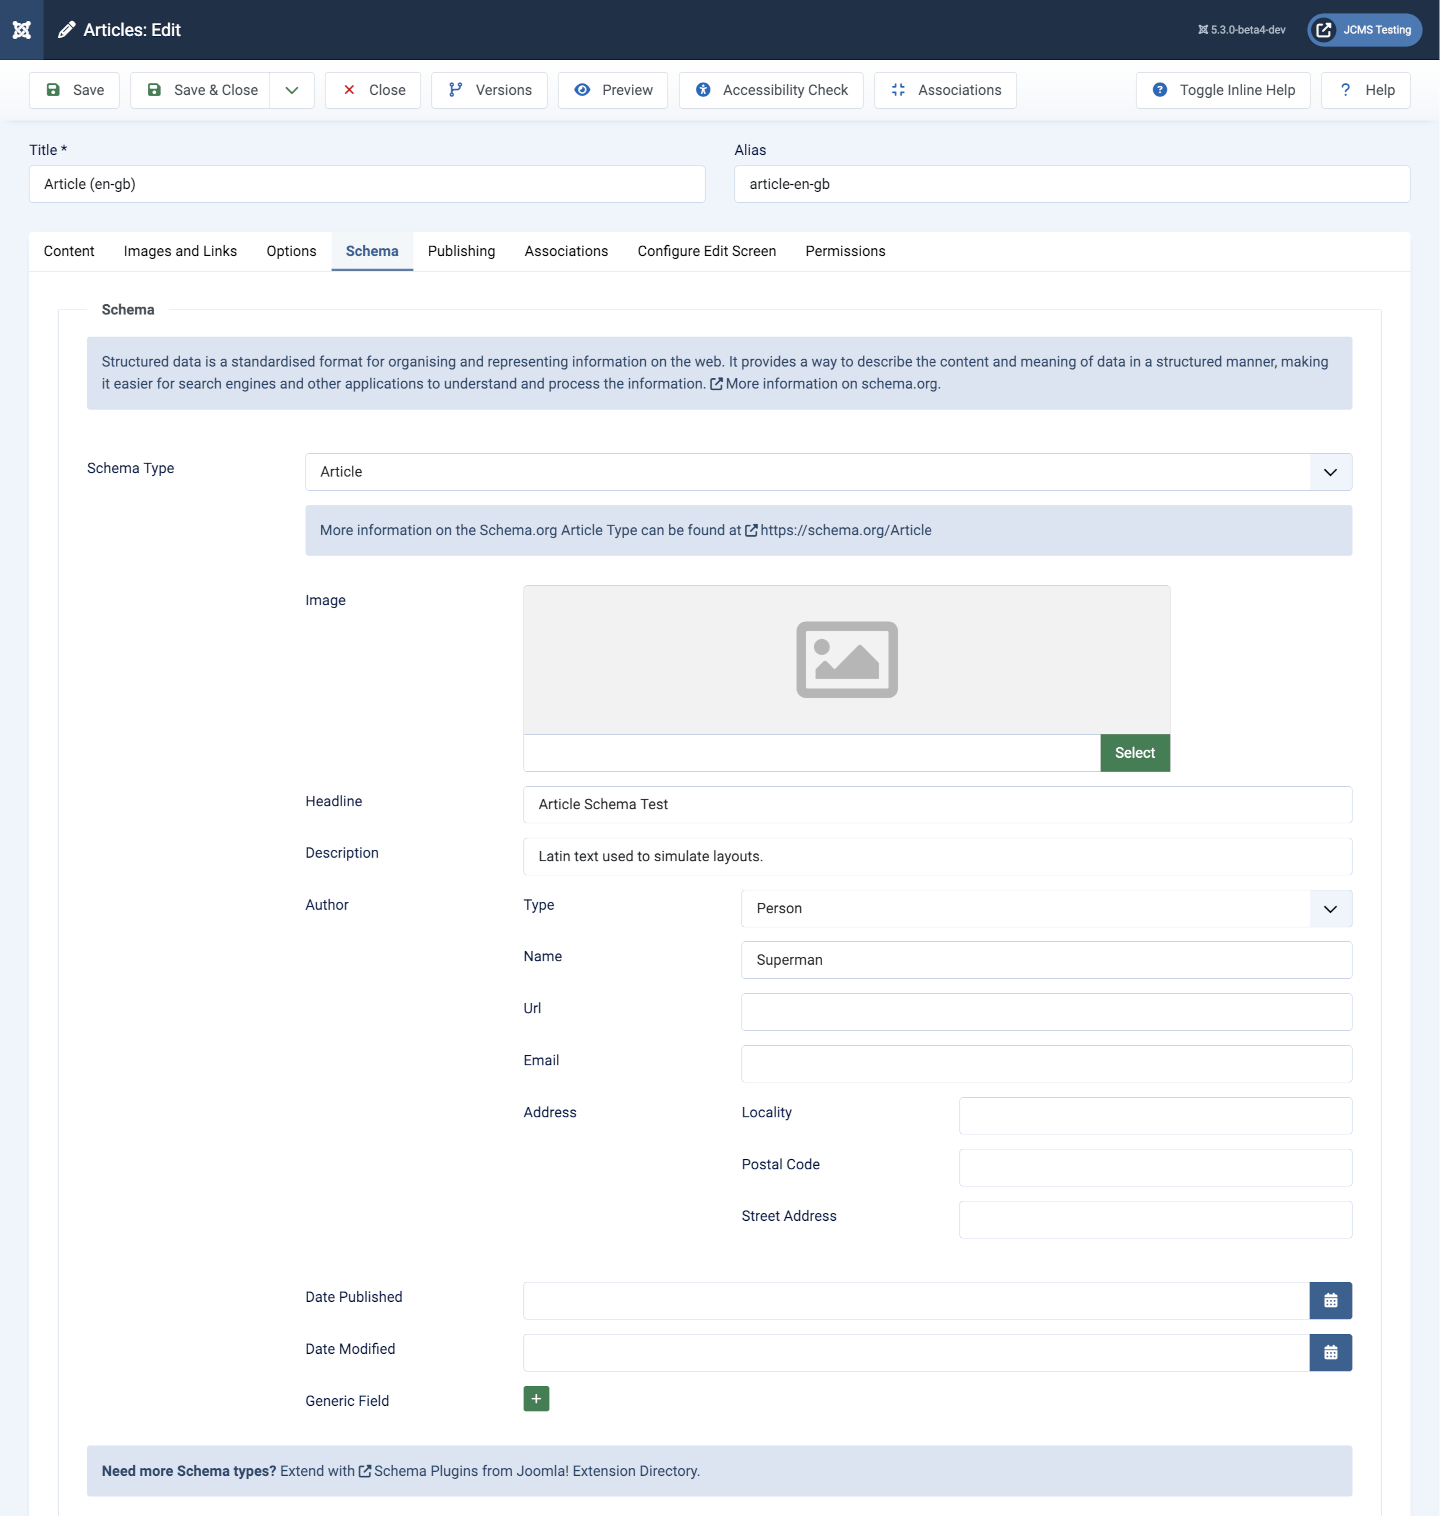 Articles: Edit
5.3.0-beta4-dev
JCMS Testing
Save
Save & Close
Close
Versions
Preview
Accessibility Check
Associations
Toggle Inline Help
? Help
Title *
Alias
Article (en-gb)
article-en-gb
Content
Images and Links
Options
Schema
Publishing
Associations
Configure Edit Screen
Permissions
Schema
Structured data is a standardised format for organising and representing information on the web. It provides a way to describe the content and meaning of data in a structured manner, making
it easier for search engines and other applications to understand and process the information. More information on schema.org.
Schema Type
Article
More information on the Schema.org Article Type can be found at https://schema.org/Article
Image
Select
Headline
Article Schema Test
Description
Latin text used to simulate layouts.
Author
Type
Person
Name
Superman
Url
Email
Address
Locality
Postal Code
Street Address
Date Published
Date Modified
Generic Field
+
Need more Schema types? Extend with Schema Plugins from Joomla! Extension Directory.